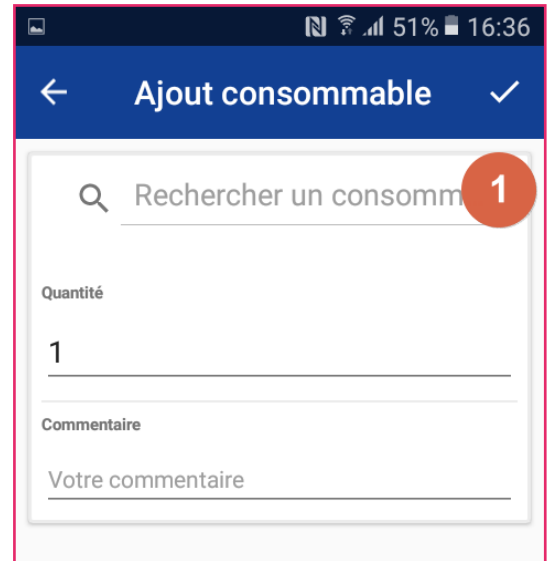 51% 16:36
Ajout consommable
Rechercher un consomm
1
Quantité
1
Commentaire
Votre commentaire